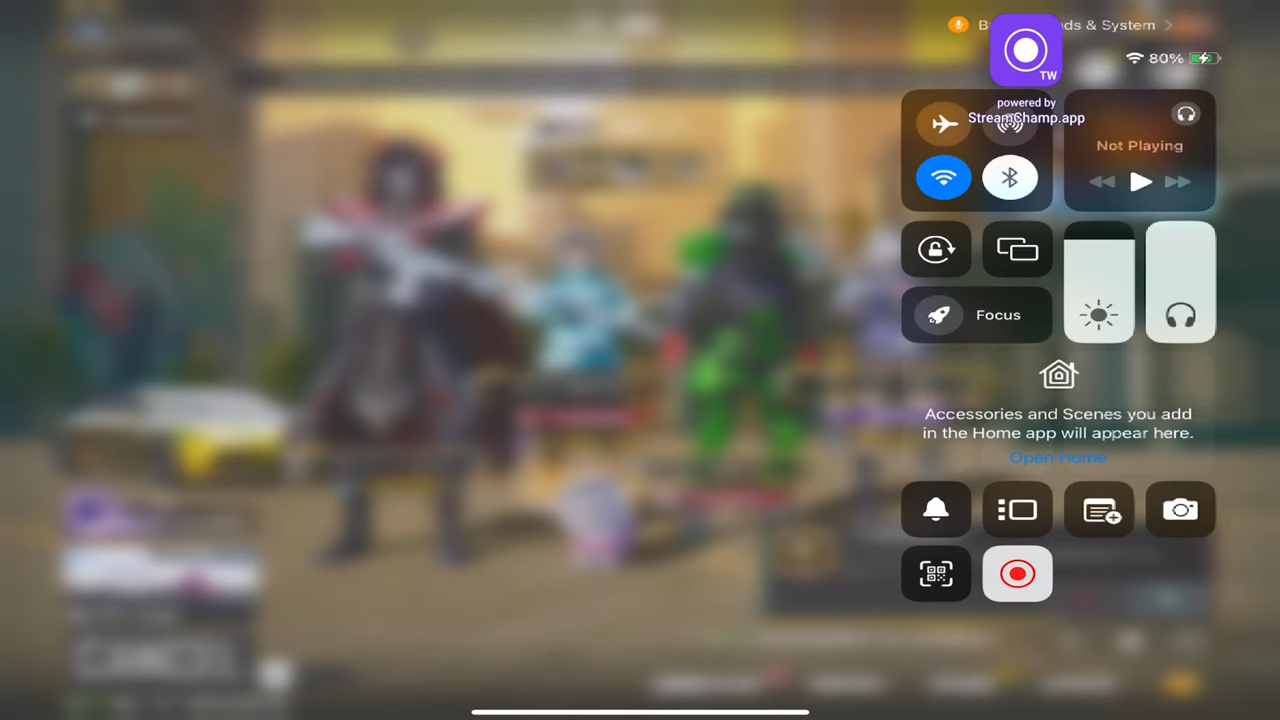 ds & System
TW
80%
powered by
StreamChamp.app
Not Playing
Focus
Accessories and Scenes you add
in the Home app will appear here.
Open Home